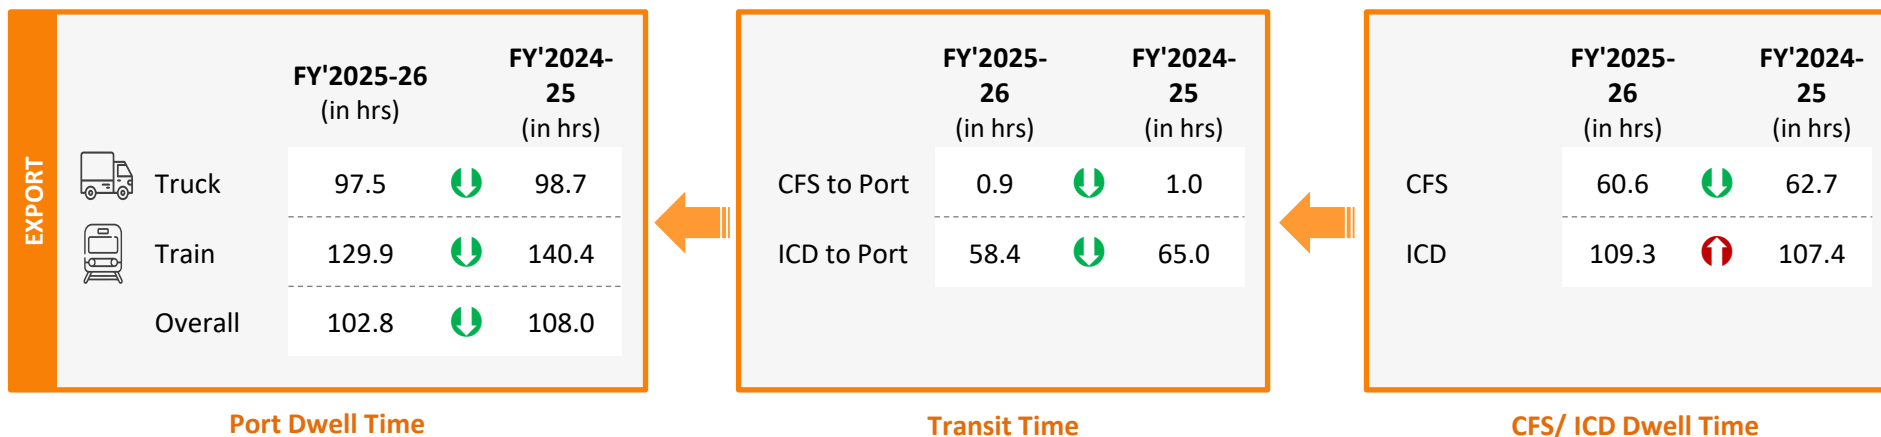 EXPORT
FY'2025-26
(in hrs)
FY'2024-
25
(in hrs)
Truck 97.5 98.7
Train 129.9 140.4
Overall 102.8 108.0
Port Dwell Time
FY'2025-
26
(in hrs)
FY'2024-
25
(in hrs)
CFS to Port 0.9 1.0
ICD to Port 58.4 65.0
Transit Time
FY'2025-
26
(in hrs)
FY'2024-
25
(in hrs)
CFS 60.6 62.7
ICD 109.3 107.4
CFS/ ICD Dwell Time